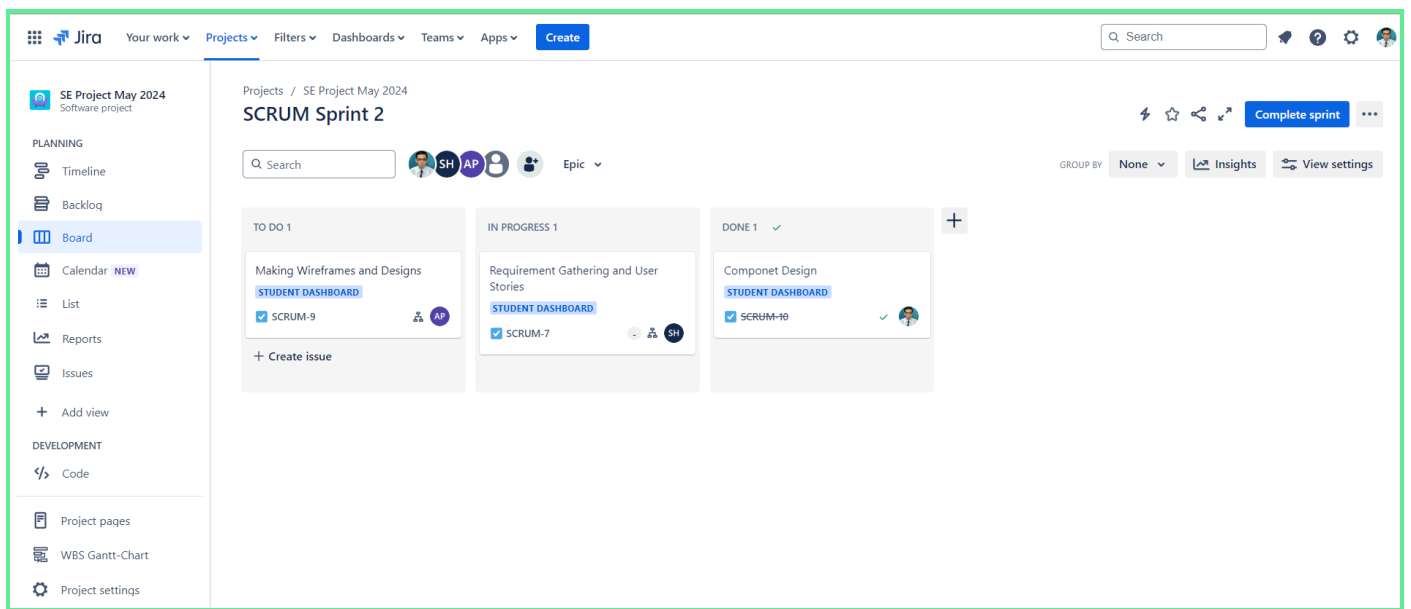 Jira Your work Projects Filters Dashboards Teams Apps Create Search
SE Project May 2024
Software project
PLANNING
Timeline
Backlog
Board
Calendar NEW
List
Reports
Issues
+ Add view
DEVELOPMENT
Code
Project pages
WBS Gantt-Chart
Project settings
Projects / SE Project May 2024
SCRUM Sprint 2
Complete sprint
Search SH AP Epic GROUP BY None Insights View settings
TO DO 1
Making Wireframes and Designs
STUDENT DASHBOARD
SCRUM-9 AP
+ Create issue
IN PROGRESS 1
Requirement Gathering and User
Stories
STUDENT DASHBOARD
SCRUM-7 - SH
DONE 1
Componet Design
STUDENT DASHBOARD
SCRUM-10